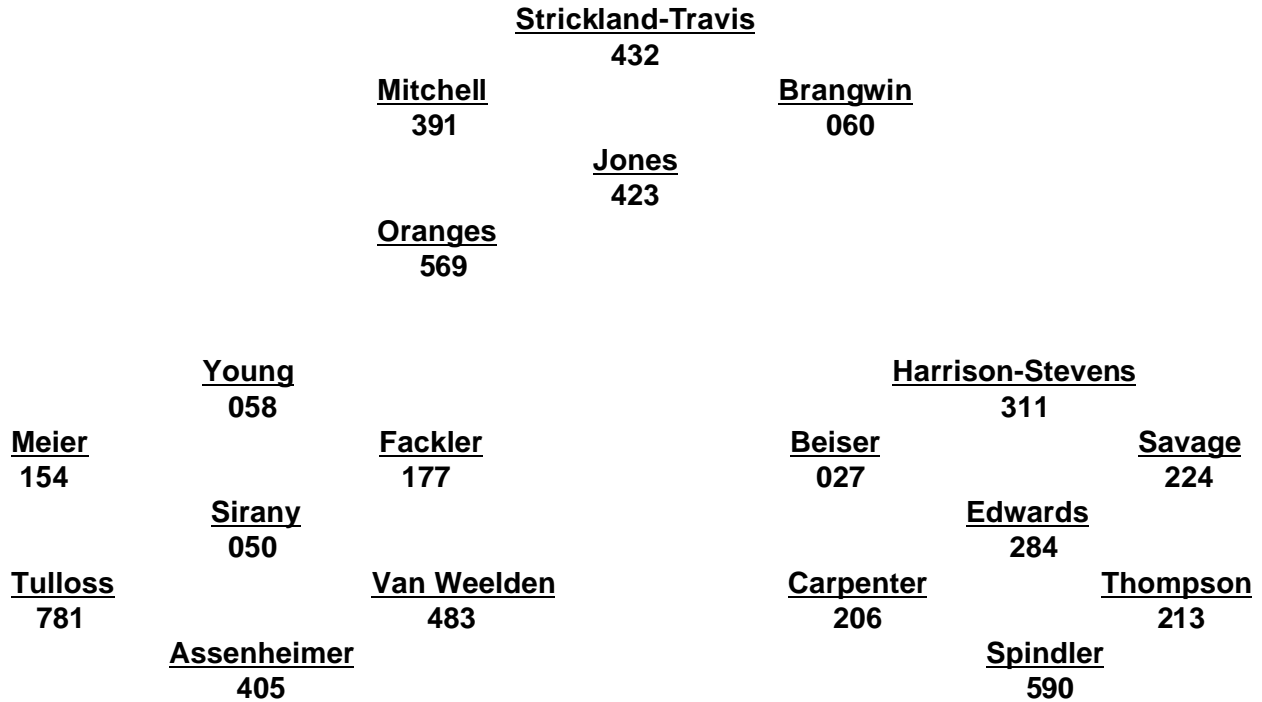 Strickland-Travis
432
Mitchell Brangwin
391 060
Jones
423
Oranges
569
Young Harrison-Stevens
058 311
Meier Fackler Beiser Savage
154 177 027 224
Sirany Edwards
050 284
Tulloss Van Weelden Carpenter Thompson
781 483 206 213
Assenheimer Spindler
405 590